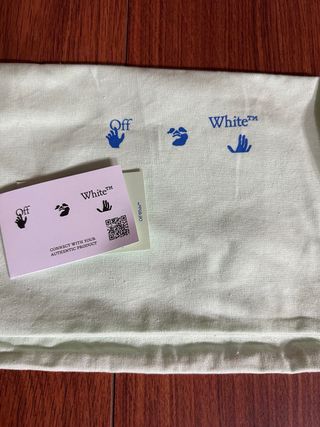 Off
White™
Off
White™
CONNECT WITH YOUR
AUTHENTIC PRODUCT